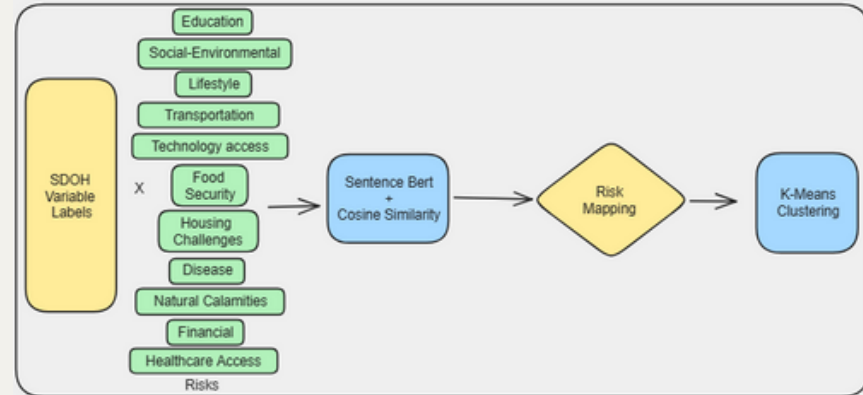 Education
Social-Environmental
Lifestyle
Transportation
Technology access
SDOH
Variable
Labels
X
Food
Security
Housing
Challenges
Disease
Natural Calamities
Financial
Healthcare Access
Risks
Sentence Bert
+
Cosine Similarity
Risk
Mapping
K-Means
Clustering